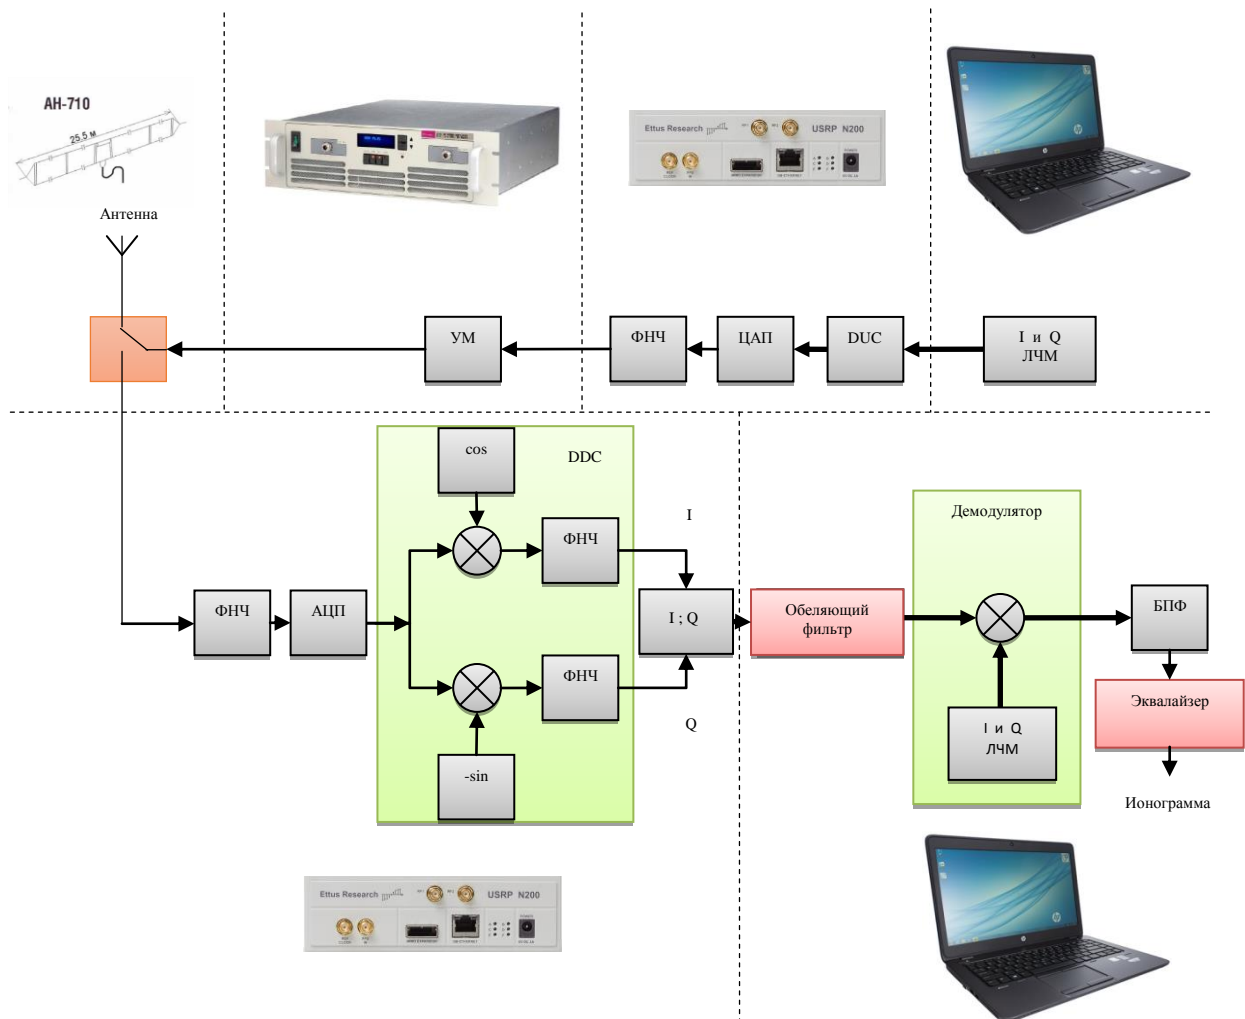 АН-710
25.5 м
Антенна
Ettus Research
USRP N200
УМ
ФНЧ
ЦАП
DUC
I и Q
ЛЧМ
cos
DDC
I
Демодулятор
ФНЧ
ФНЧ
АЦП
I ; Q
Обеляющий
фильтр
БПФ
ФНЧ
Эквалайзер
Q
I и Q
ЛЧМ
-sin
Ионограмма
Ettus Research
USRP N200